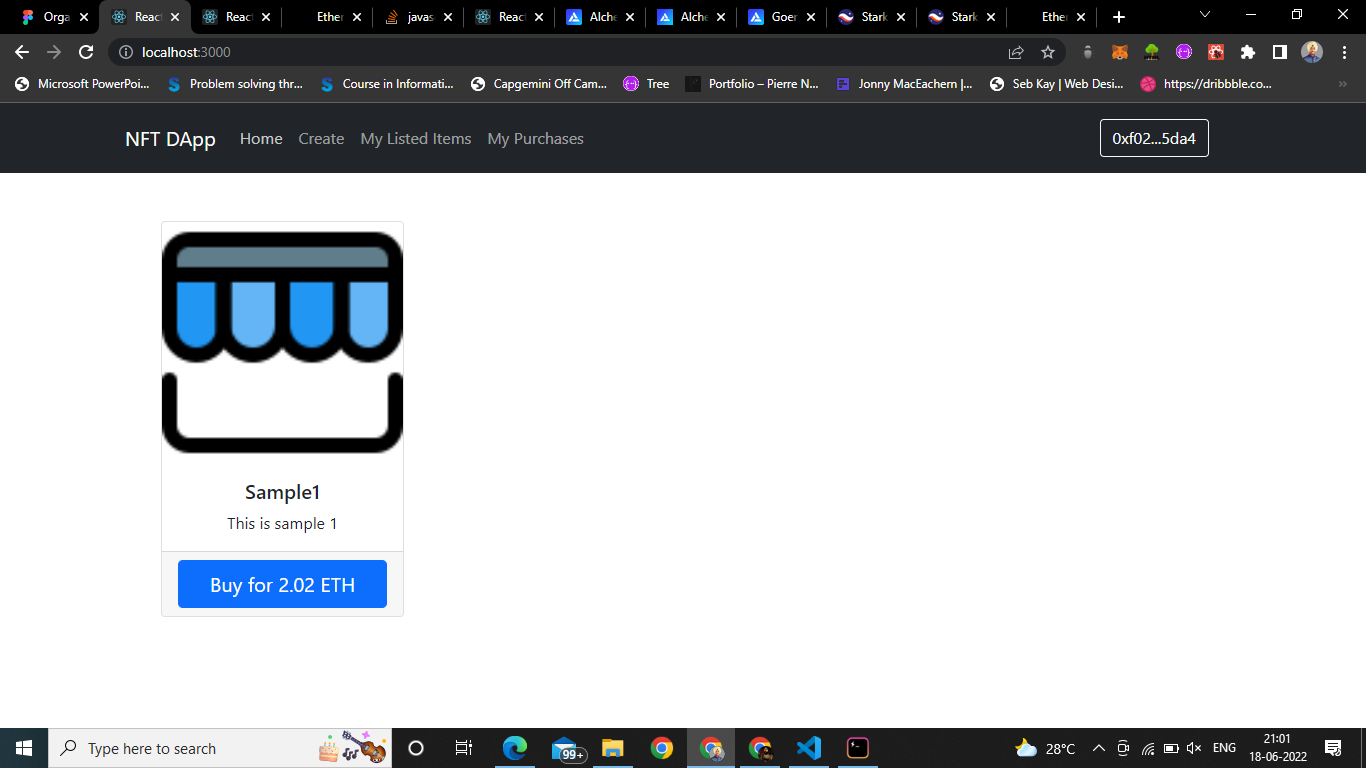 Orga
React
React
Ether
javas
React
Alche
Alche
Goer
Stark
Stark
Ether
localhost:3000
Microsoft PowerPoi...
Problem solving thr...
Course in Informati...
Capgemini Off Cam...
Tree
Portfolio – Pierre N...
Jonny MacEachern |...
Seb Kay | Web Desi...
https://dribbble.co...
NFT DApp
Home
Create
My Listed Items
My Purchases
0xf02...5da4
Sample1
This is sample 1
Buy for 2.02 ETH
Type here to search
99+
28°C
ENG
21:01
18-06-2022